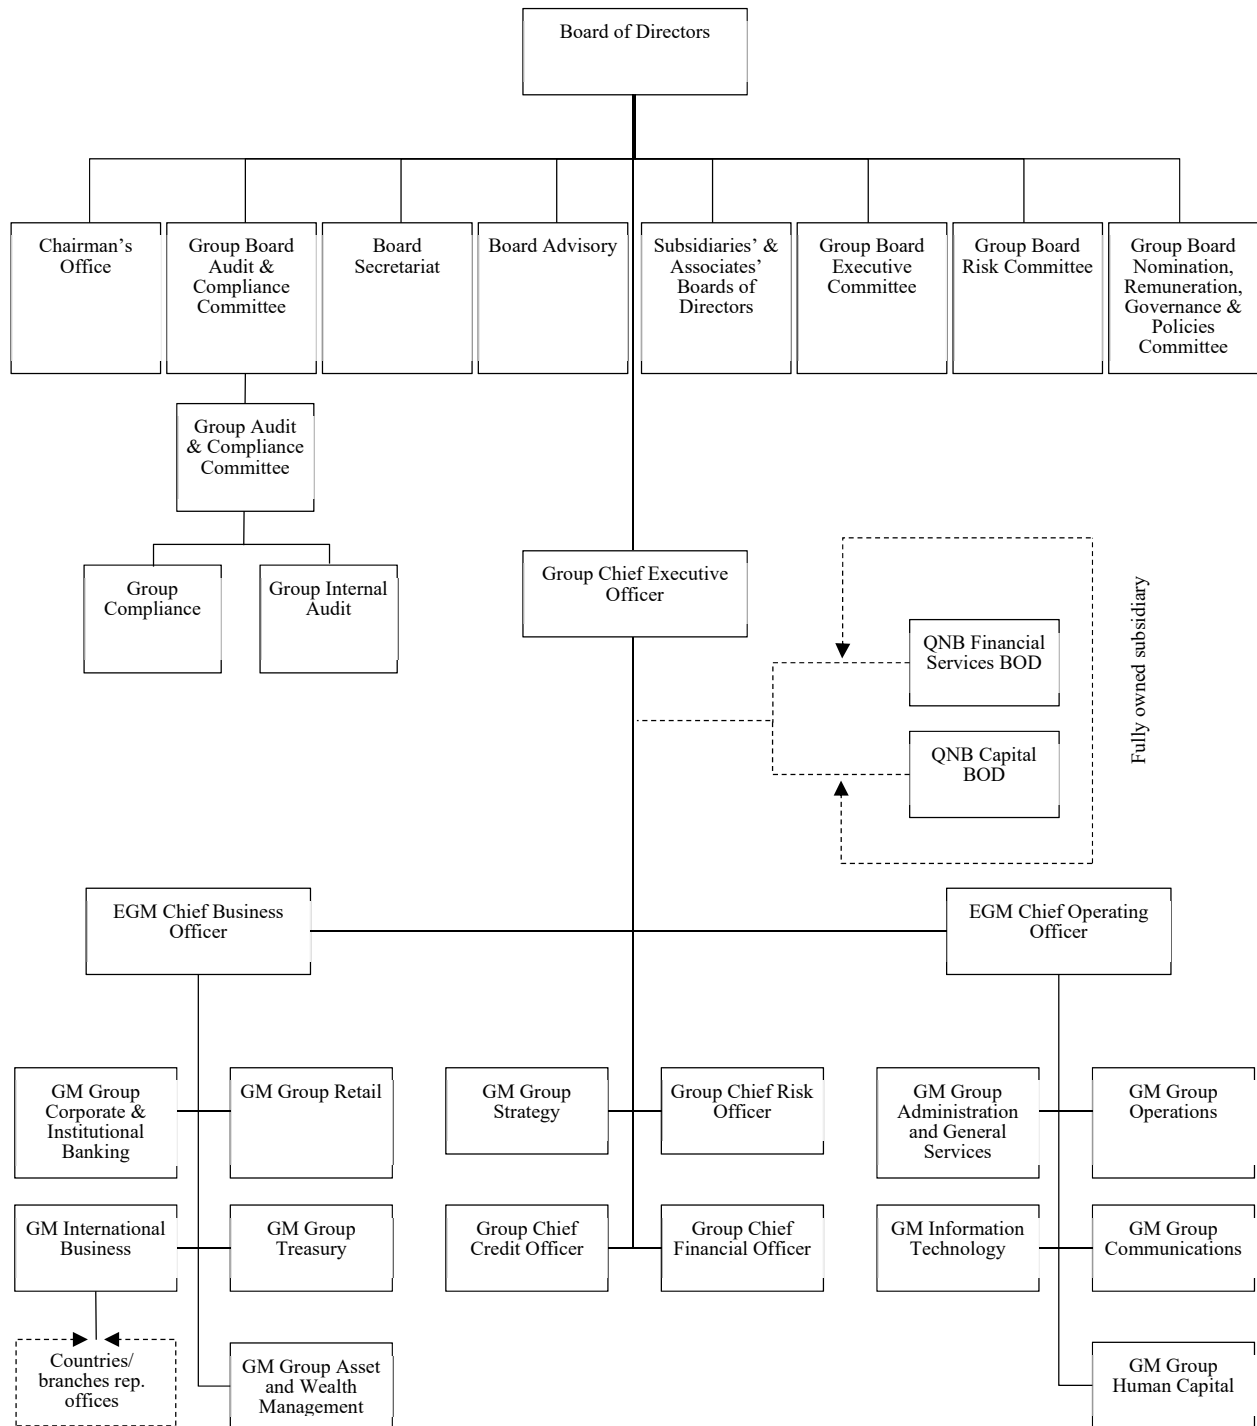 Board of Directors
Chairman's
Office
Group Board
Audit &
Compliance
Committee
Board
Secretariat
Board Advisory
Subsidiaries' &
Associates'
Boards of
Directors
Group Board
Executive
Committee
Group Board
Risk Committee
Group Board
Nomination,
Remuneration,
Governance &
Policies
Committee
Group Audit
& Compliance
Committee
Group
Compliance
Group Internal
Audit
Group Chief Executive
Officer
QNB Financial
Services BOD
QNB Capital
BOD
Fully owned subsidiary
EGM Chief Business
Officer
EGM Chief Operating
Officer
GM Group
Corporate &
Institutional
Banking
GM Group Retail
GM Group
Strategy
Group Chief Risk
Officer
GM Group
Administration
and General
Services
GM Group
Operations
GM International
Business
GM Group
Treasury
Group Chief
Credit Officer
Group Chief
Financial Officer
GM Information
Technology
GM Group
Communications
Countries/
branches rep.
offices
GM Group Asset
and Wealth
Management
GM Group
Human Capital